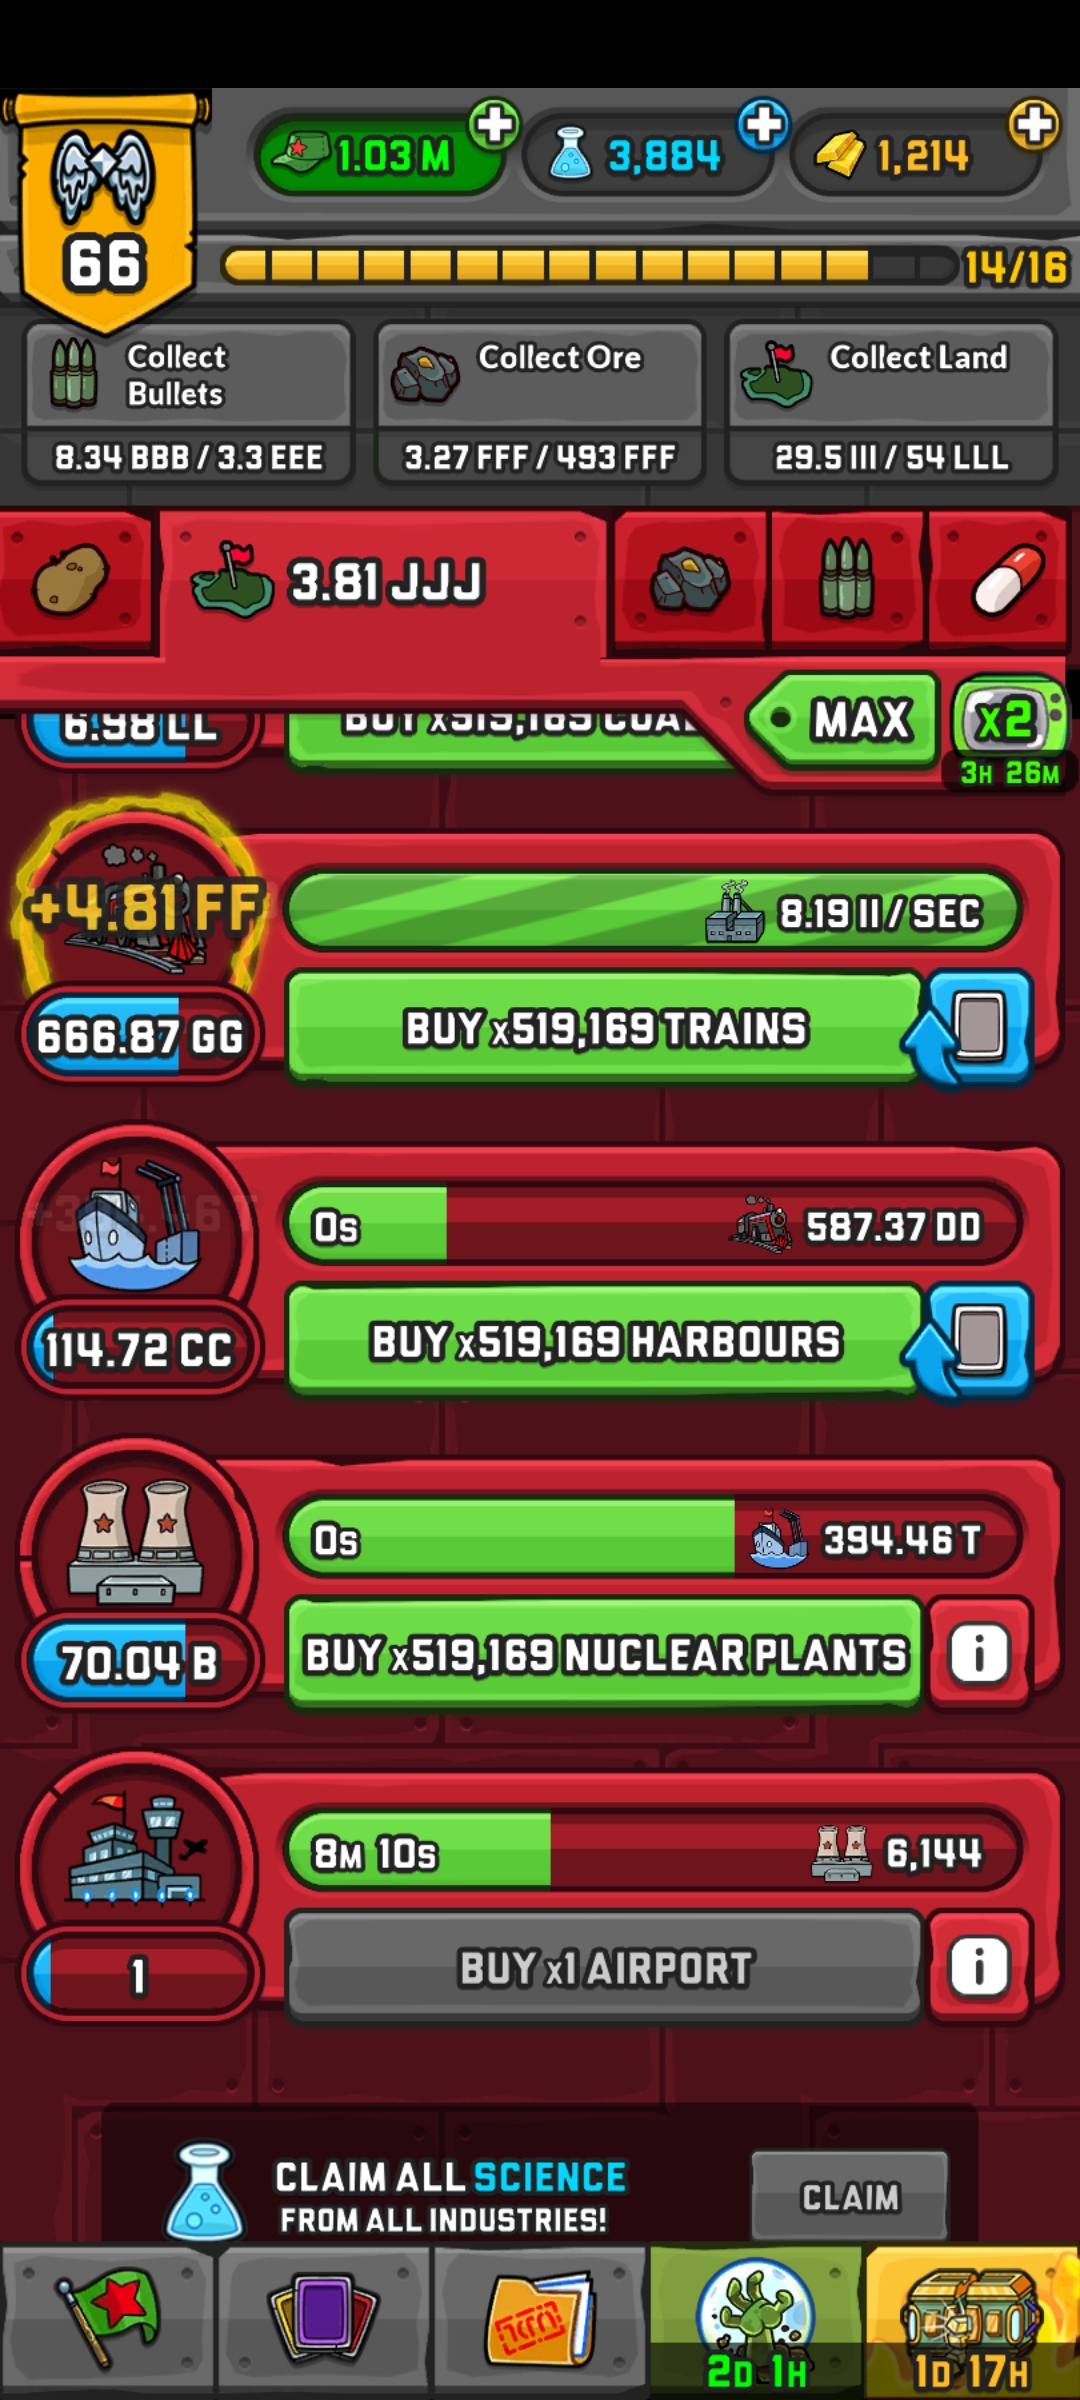 1.03 M
3,884
1,214
66
14/16
Collect
Bullets
8.34 BBB / 3.3 EEE
Collect Ore
3.27 FFF / 493 FFF
Collect Land
29.5 III / 54 LLL
3.81 JJJ
MAX
x2
3H 26M
6.98 LL
BUY x519,169 COAL
+4.81 FF
8.19 II / SEC
666.87 GG
BUY x519,169 TRAINS
0s
587.37 DD
114.72 CC
BUY x519,169 HARBOURS
0s
394.46 T
70.04 B
BUY x519,169 NUCLEAR PLANTS
i
8M 10s
6,144
1
BUY x1 AIRPORT
i
CLAIM ALL SCIENCE
FROM ALL INDUSTRIES!
CLAIM
2D 1H
1D 17H